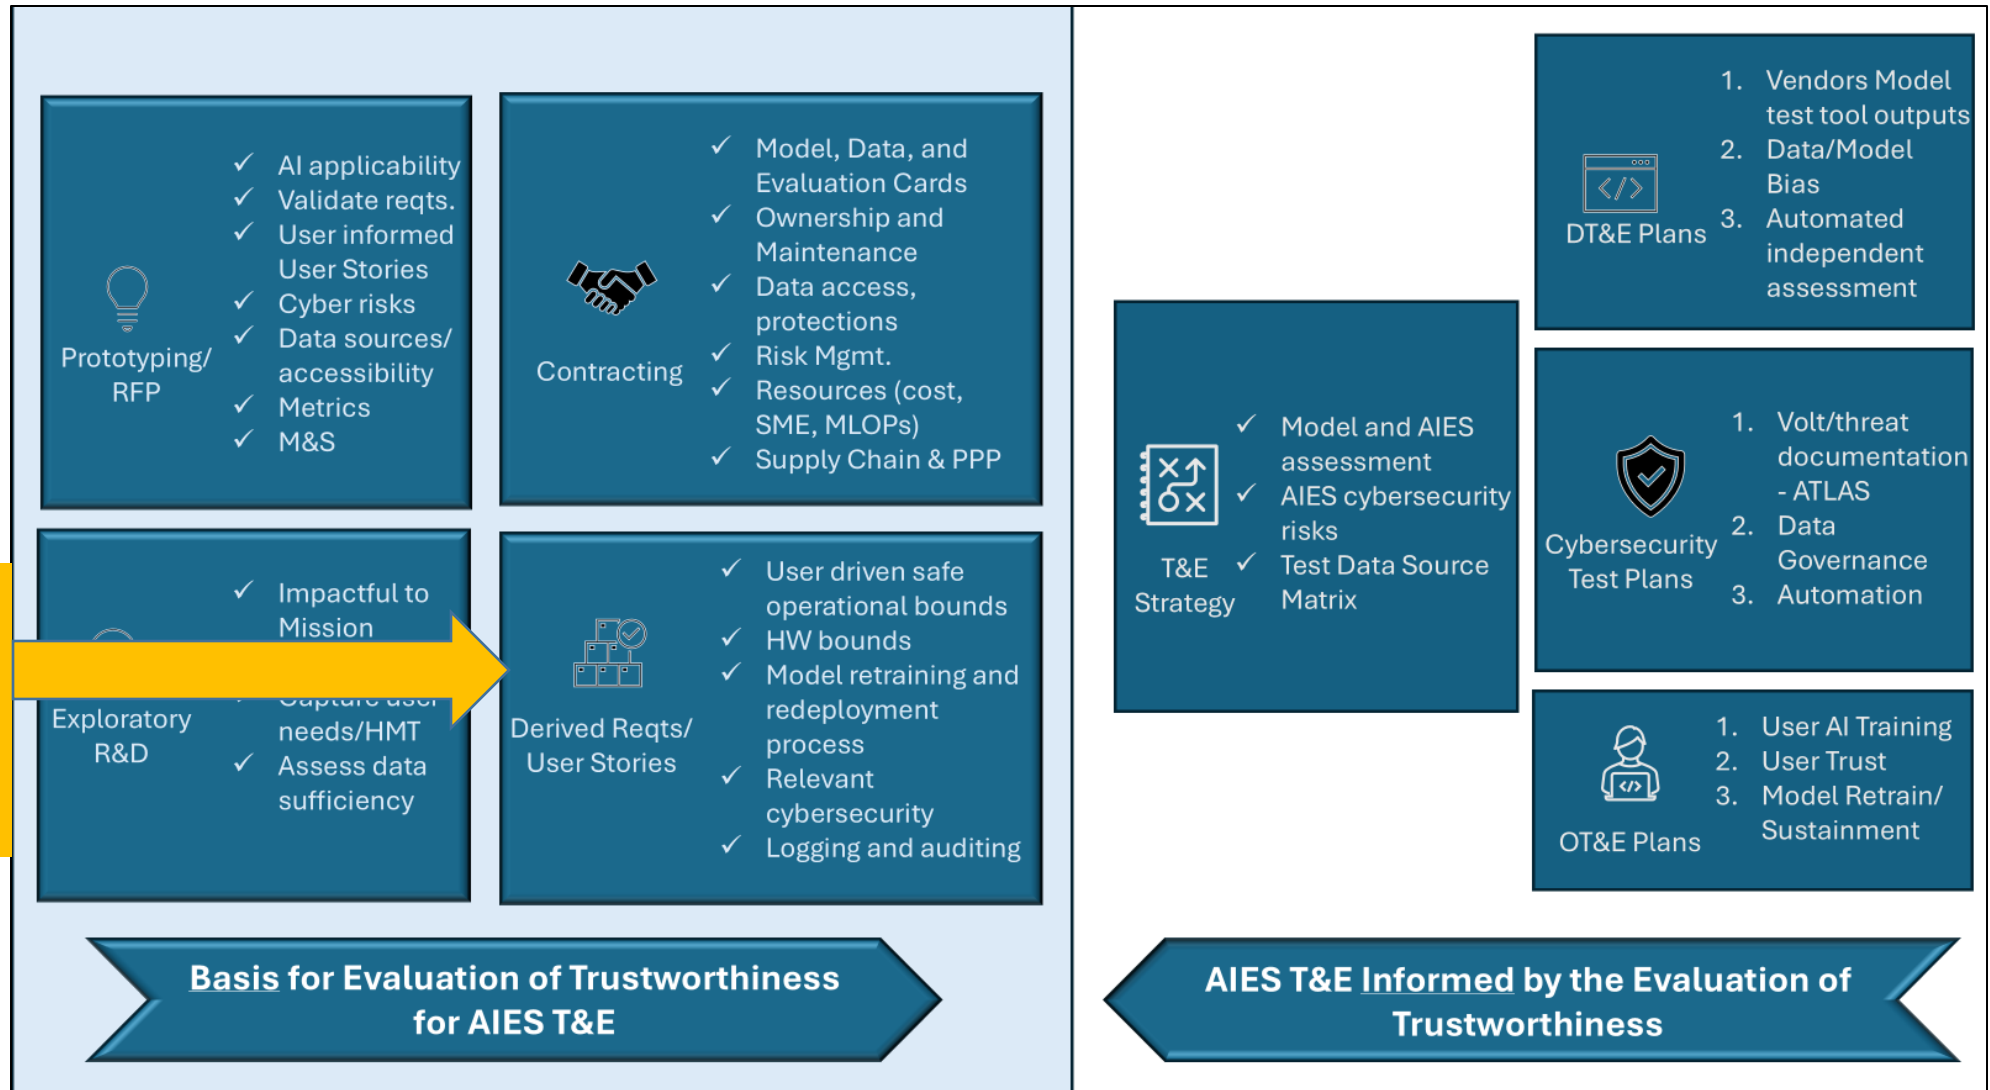 AI applicability
Validate reqts.
User informed
User Stories
Cyber risks
Data sources/
accessibility
Metrics
M&S
Prototyping/
RFP
Model, Data, and
Evaluation Cards
Ownership and
Maintenance
Data access,
protections
Risk Mgmt.
Resources (cost,
SME, MLOPs)
Supply Chain & PPP
Contracting
Impactful to
Mission
Capture user
needs/HMT
Assess data
sufficiency
Exploratory
R&D
User driven safe
operational bounds
HW bounds
Model retraining and
redeployment
process
Relevant
cybersecurity
Logging and auditing
Derived Reqts/
User Stories
Basis for Evaluation of Trustworthiness
for AIES T&E
Model and AIES
assessment
AIES cybersecurity
risks
Test Data Source
Matrix
T&E
Strategy
1. Vendors Model
test tool outputs
2. Data/Model
Bias
3. Automated
independent
assessment
DT&E Plans
1. Volt/threat
documentation
- ATLAS
2. Data
Governance
3. Automation
Cybersecurity
Test Plans
1. User AI Training
2. User Trust
3. Model Retrain/
Sustainment
OT&E Plans
AIES T&E Informed by the Evaluation of
Trustworthiness